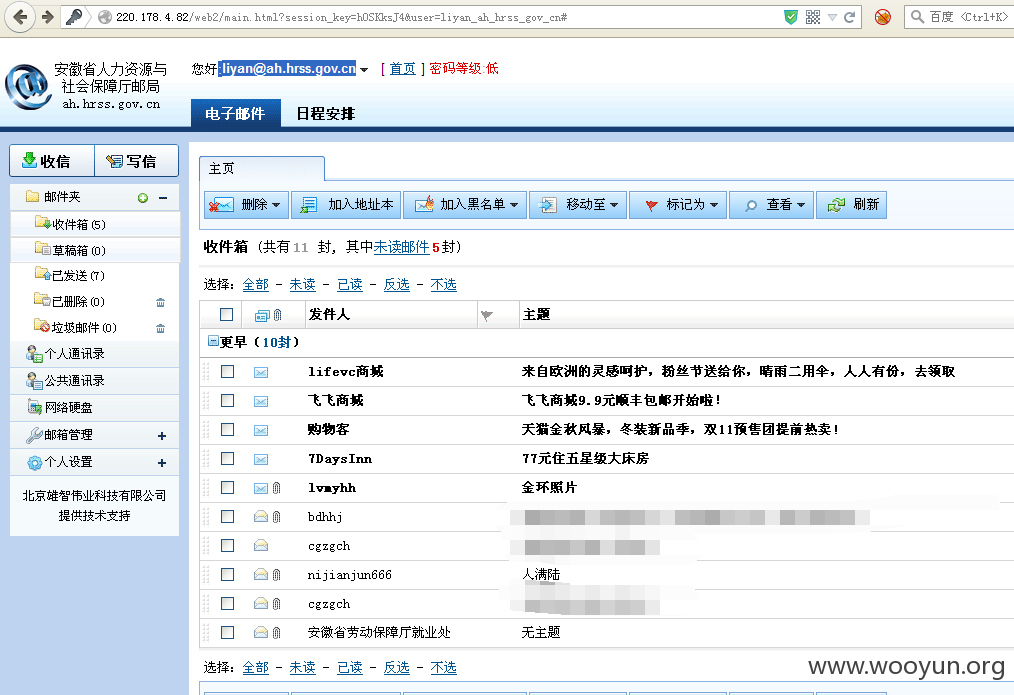 220.178.4.82/web2/main.html?session_key=hOSKksJ4&user=liyan_ah_hrss_gov_cn#
百度 <Ctrl+K>
安徽省人力资源与
社会保障厅邮局
ah.hrss.gov.cn
您好,liyan@ah.hrss.gov.cn [ 首页 ] 密码等级:低
电子邮件 日程安排
收信 写信
邮件夹
收件箱 (5)
草稿箱 (0)
已发送 (7)
已删除 (0)
垃圾邮件 (0)
个人通讯录
公共通讯录
网络硬盘
邮箱管理 +
个人设置 +
北京雄智伟业科技有限公司
提供技术支持
主页
删除 加入地址本 加入黑名单 移动至 标记为 查看 刷新
收件箱 (共有 11 封, 其中未读邮件 5封)
选择: 全部 - 未读 - 已读 - 反选 - 不选
发件人 主题
更早 (10封)
lifevc商城 来自欧洲的灵感呵护，粉丝节送给你，晴雨二用伞，人人有份，去领取
飞飞商城 飞飞商城9.9元顺丰包邮开始啦!
购物客 天猫金秋风暴，冬装新品季，双11预售团提前热卖!
7DaysInn 77元住五星级大床房
lvmyhh 金环照片
bdhhj
cgzgch
nijianjun666 人满陆
cgzgch
安徽省劳动保障厅就业处 无主题
选择: 全部 - 未读 - 已读 - 反选 - 不选
www.wooyun.org